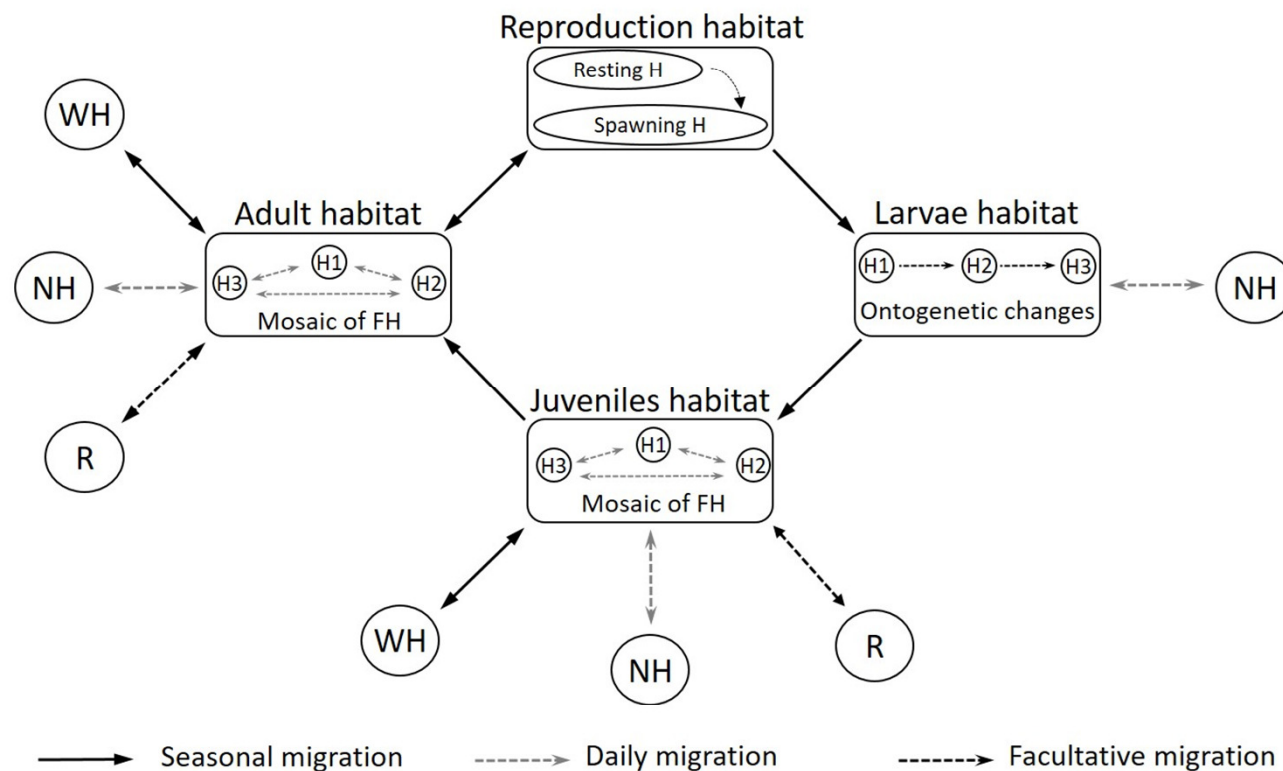 Reproduction habitat
Resting H
Spawning H
WH
Adult habitat
H1
H3
H2
Mosaic of FH
NH
R
Larvae habitat
H1
H2
H3
Ontogenetic changes
NH
Juveniles habitat
H1
H3
H2
Mosaic of FH
WH
NH
R
Seasonal migration
Daily migration
Facultative migration